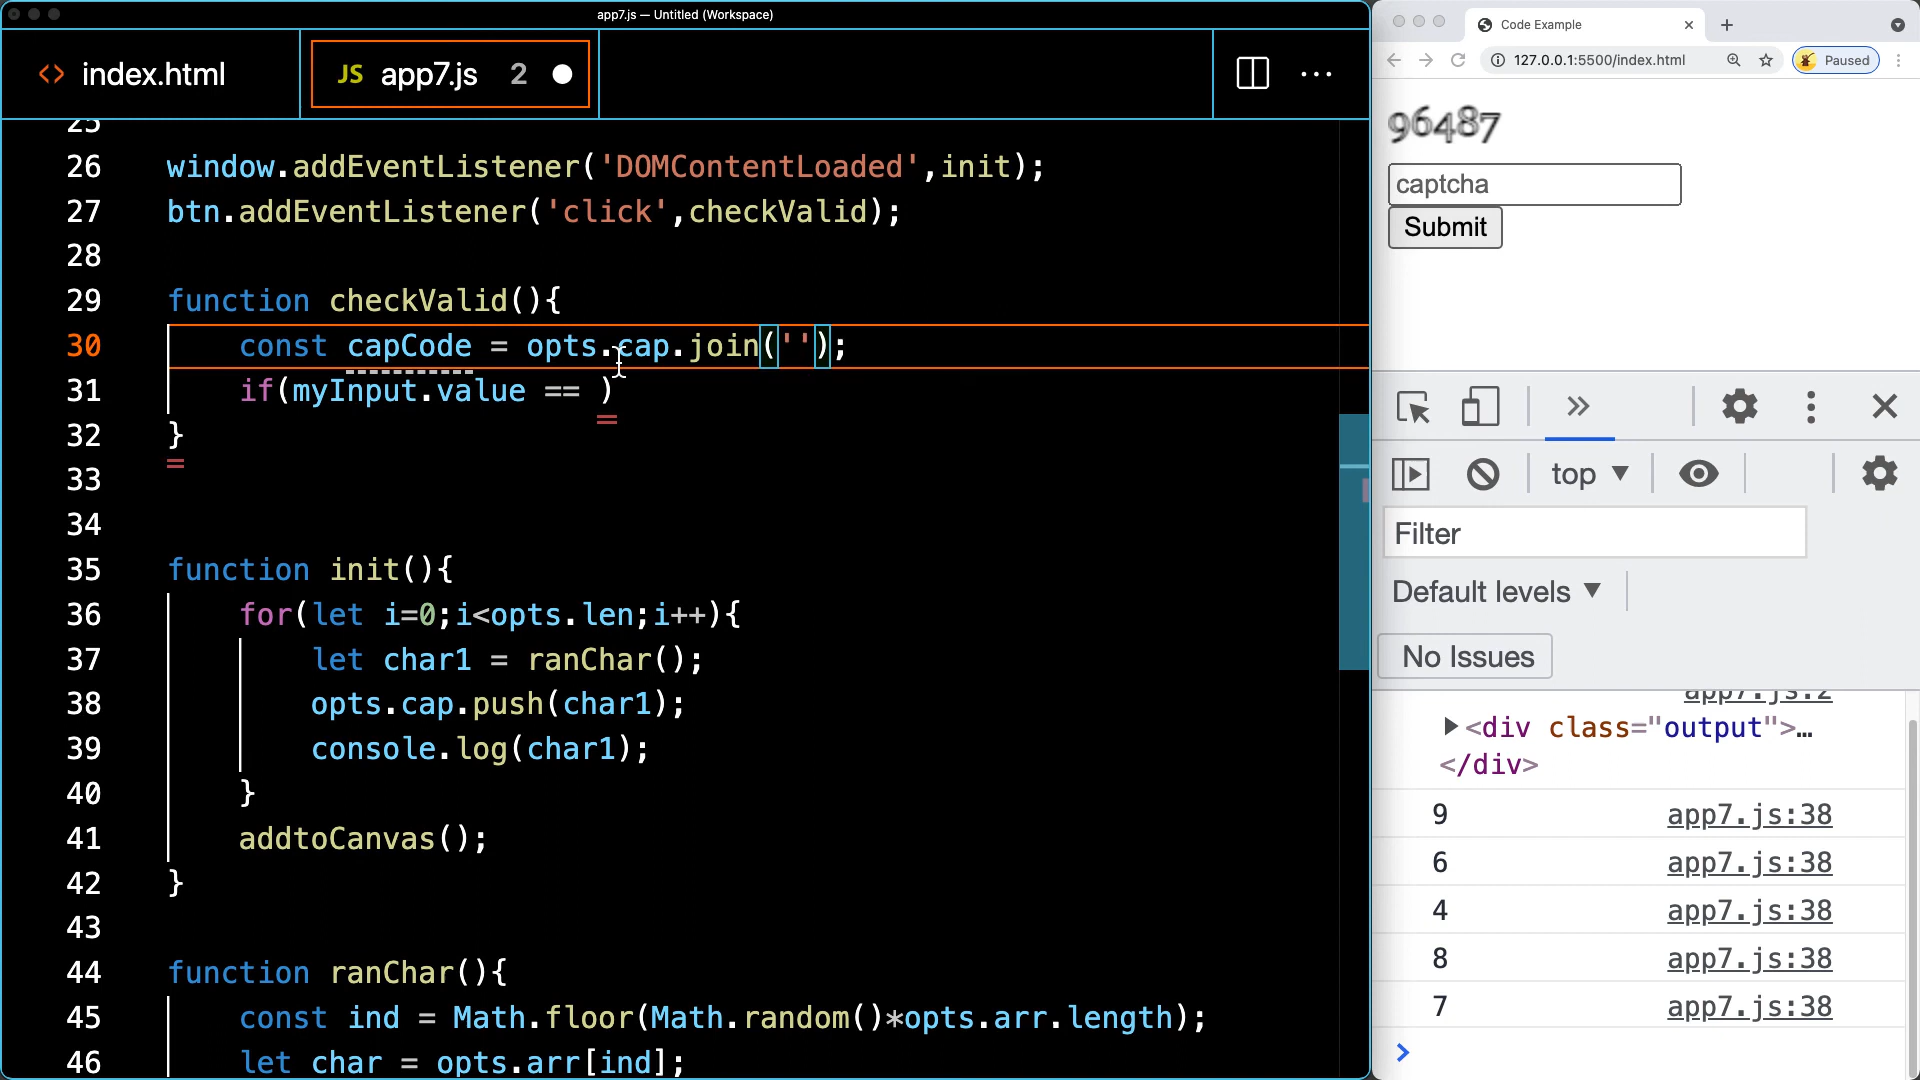 app7.js — Untitled (Workspace)
index.html
JS app7.js 2
25
26 window.addEventListener('DOMContentLoaded',init);
27 btn.addEventListener('click',checkValid);
28
29 function checkValid(){
30 const capCode = opts.cap.join('');
31 if(myInput.value == )
32 }
33
34
35 function init(){
36 for(let i=0;i<opts.len;i++){
37 let char1 = ranChar();
38 opts.cap.push(char1);
39 console.log(char1);
40 }
41 addtoCanvas();
42 }
43
44 function ranChar(){
45 const ind = Math.floor(Math.random()*opts.arr.length);
46 let char = opts.arr[ind];
Code Example
127.0.0.1:5500/index.html
Paused
96487
captcha
Submit
top
Filter
Default levels
No Issues
app7.js:2
<div class="output">…
</div>
9 app7.js:38
6 app7.js:38
4 app7.js:38
8 app7.js:38
7 app7.js:38